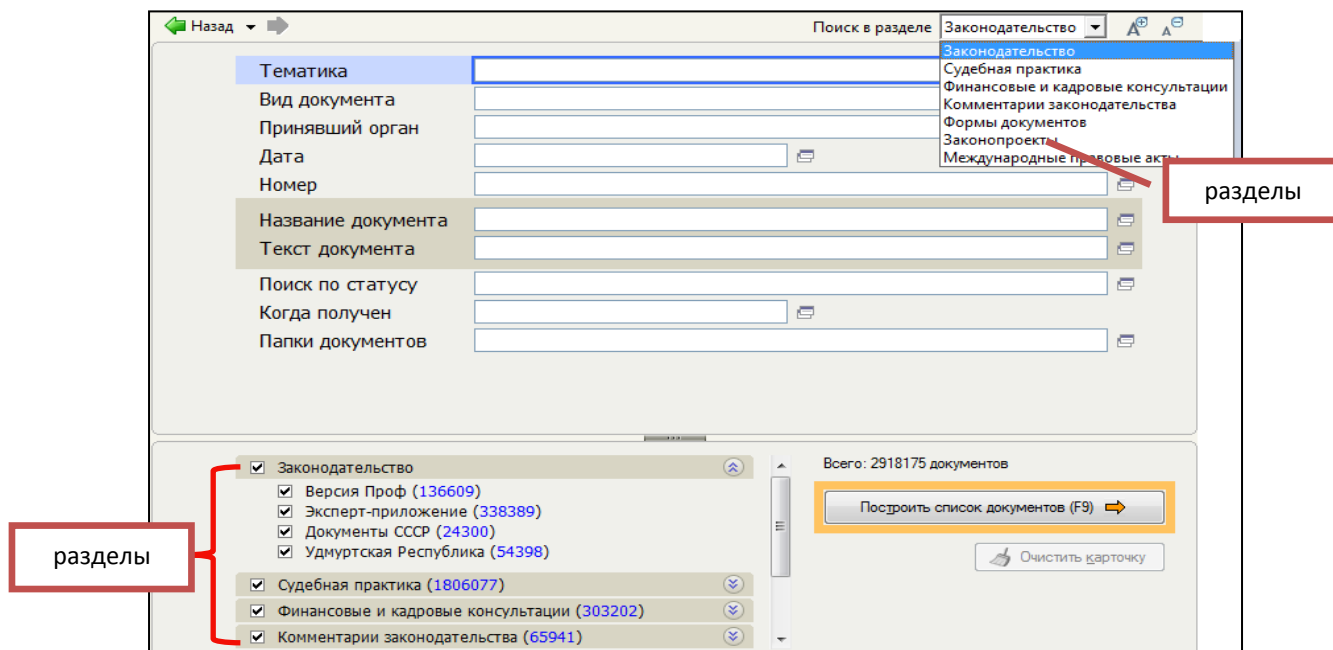 Назад
Поиск в разделе Законодательство
Законодательство
Судебная практика
Финансовые и кадровые консультации
Комментарии законодательства
Формы документов
Законопроекты
Международные правовые акты
разделы
Тематика
Вид документа
Принявший орган
Дата
Номер
Название документа
Текст документа
Поиск по статусу
Когда получен
Папки документов
разделы
Законодательство
Версия Проф (136609)
Эксперт-приложение (338389)
Документы СССР (24300)
Удмуртская Республика (54398)
Судебная практика (1806077)
Финансовые и кадровые консультации (303202)
Комментарии законодательства (65941)
Всего: 2918175 документов
Построить список документов (F9)
Очистить карточку